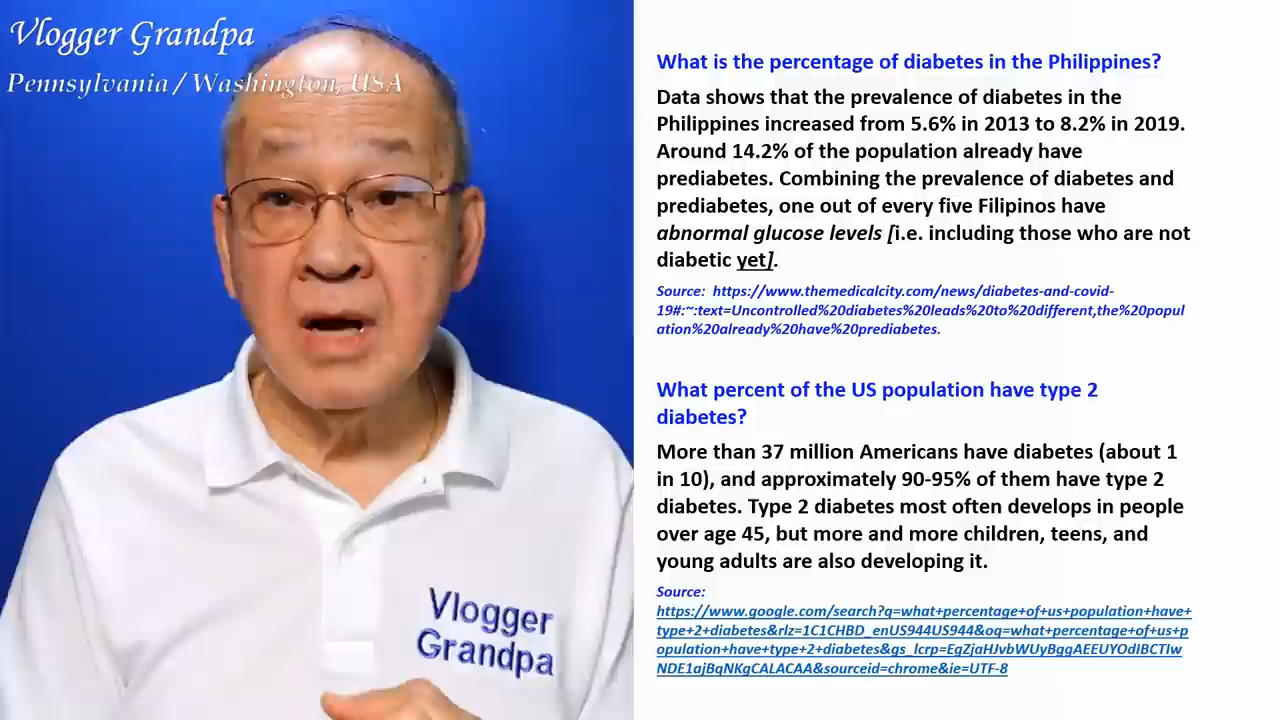 Vlogger Grandpa
Pennsylvania / Washington, USA
Vlogger
Grandpa
What is the percentage of diabetes in the Philippines?
Data shows that the prevalence of diabetes in the
Philippines increased from 5.6% in 2013 to 8.2% in 2019.
Around 14.2% of the population already have
prediabetes. Combining the prevalence of diabetes and
prediabetes, one out of every five Filipinos have
abnormal glucose levels [i.e. including those who are not
diabetic yet].
Source: https://www.themedicalcity.com/news/diabetes-and-covid-
19#:~:text=Uncontrolled%20diabetes%20leads%20to%20different,the%20popul
ation%20already%20have%20prediabetes.
What percent of the US population have type 2
diabetes?
More than 37 million Americans have diabetes (about 1
in 10), and approximately 90-95% of them have type 2
diabetes. Type 2 diabetes most often develops in people
over age 45, but more and more children, teens, and
young adults are also developing it.
Source:
https://www.google.com/search?q=what+percentage+of+us+population+have+
type+2+diabetes&rlz=1C1CHBD_enUS944US944&oq=what+percentage+of+us+p
opulation+have+type+2+diabetes&gs_lcrp=EgZjaHJvbWUyBggAEEUYOdIBCTIw
NDE1ajBqNKgCALACAA&sourceid=chrome&ie=UTF-8